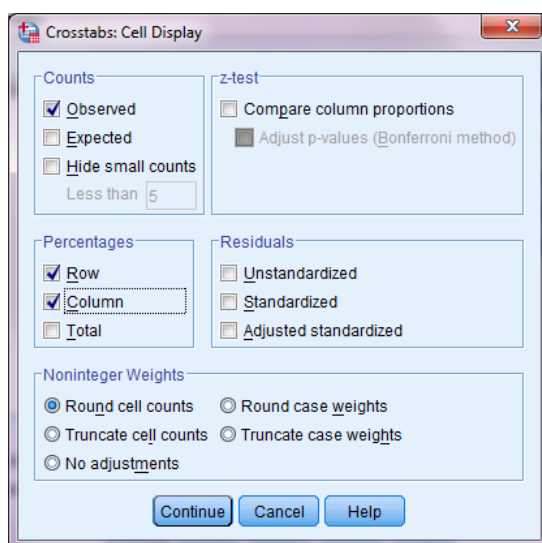 Crosstabs: Cell Display
Counts
Observed
Expected
Hide small counts
Less than 5
z-test
Compare column proportions
Adjust p-values (Bonferroni method)
Percentages
Row
Column
Total
Residuals
Unstandardized
Standardized
Adjusted standardized
Noninteger Weights
Round cell counts Round case weights
Truncate cell counts Truncate case weights
No adjustments
Continue Cancel Help